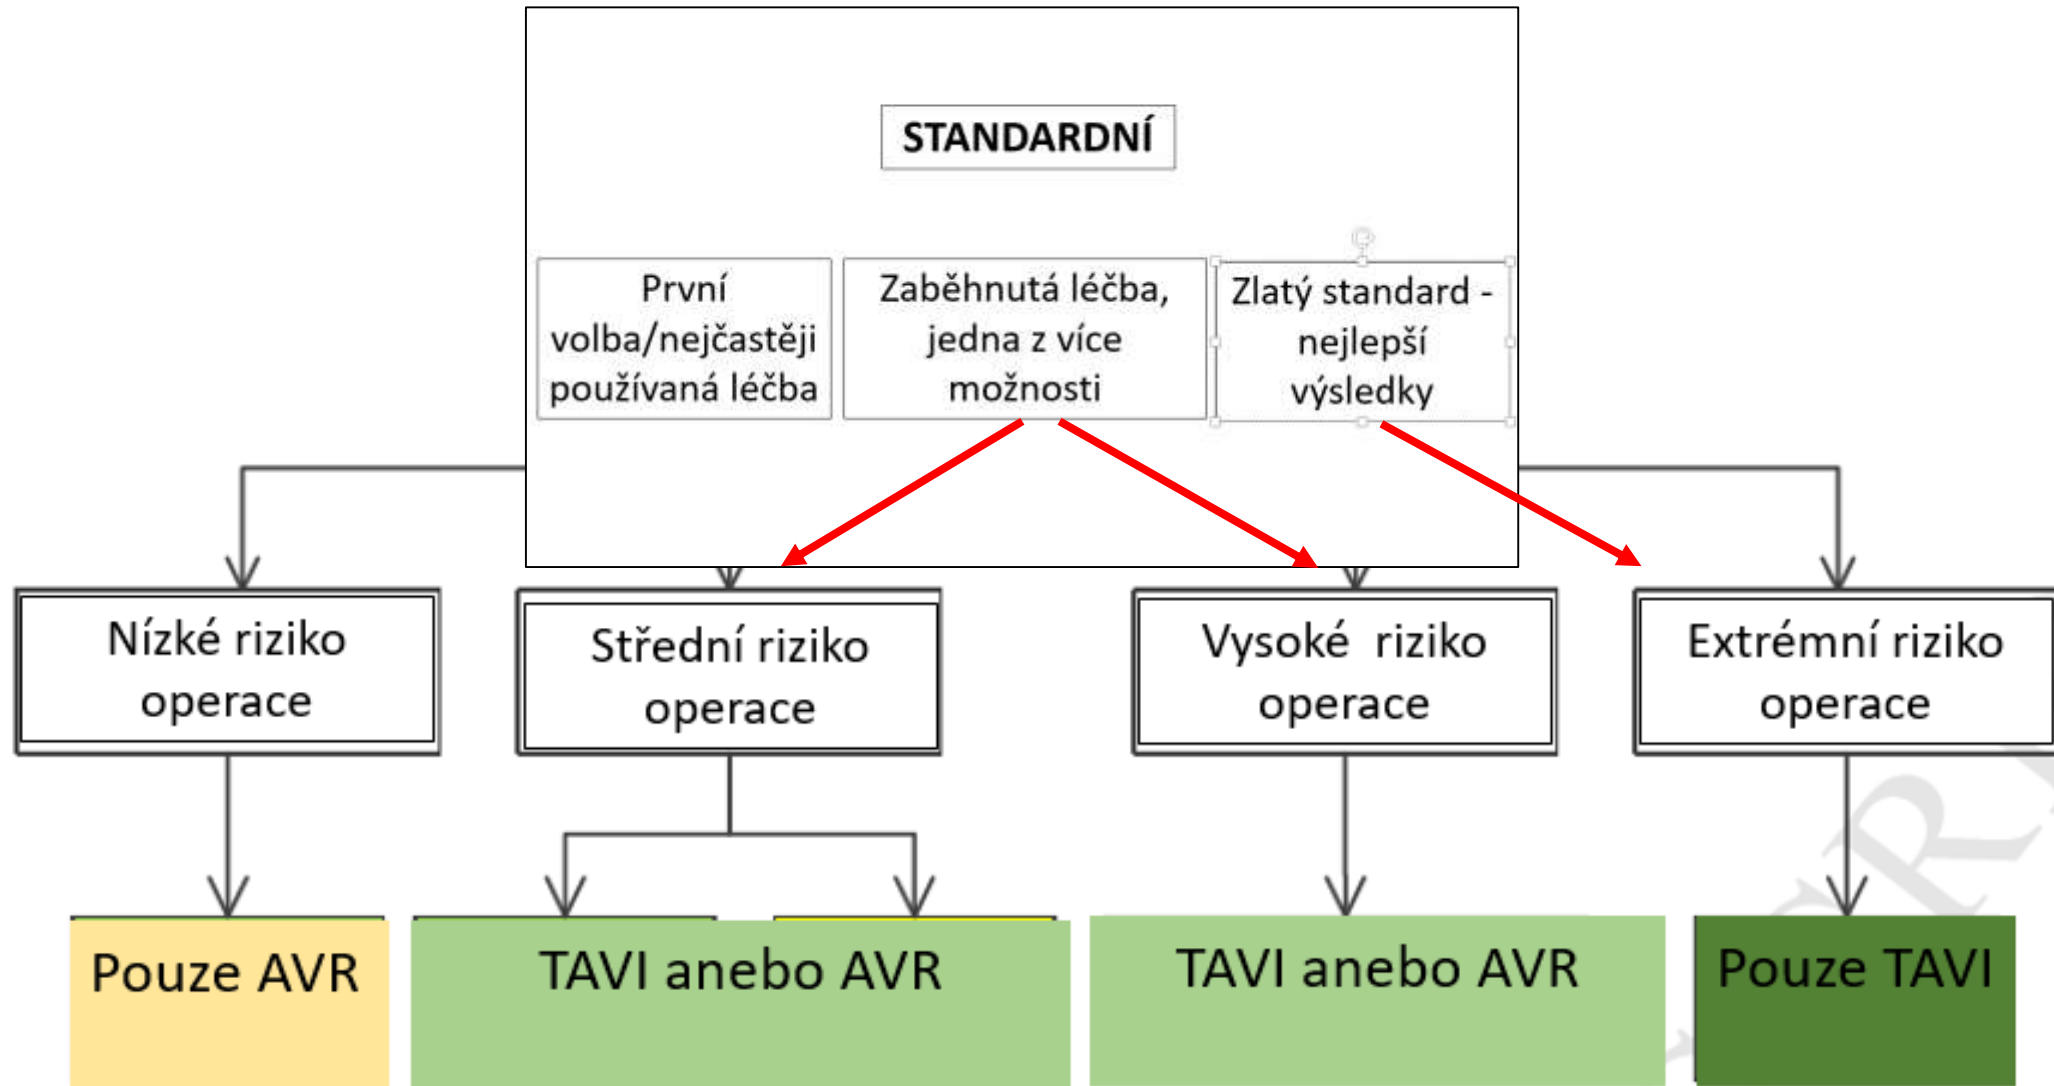 STANDARDNÍ
První
volba/nejčastěji
používaná léčba
Zaběhnutá léčba,
jedna z více
možnosti
Zlatý standard -
nejlepší
výsledky
Nízké riziko
operace
Střední riziko
operace
Vysoké riziko
operace
Extrémní riziko
operace
Pouze AVR
TAVI anebo AVR
TAVI anebo AVR
Pouze TAVI